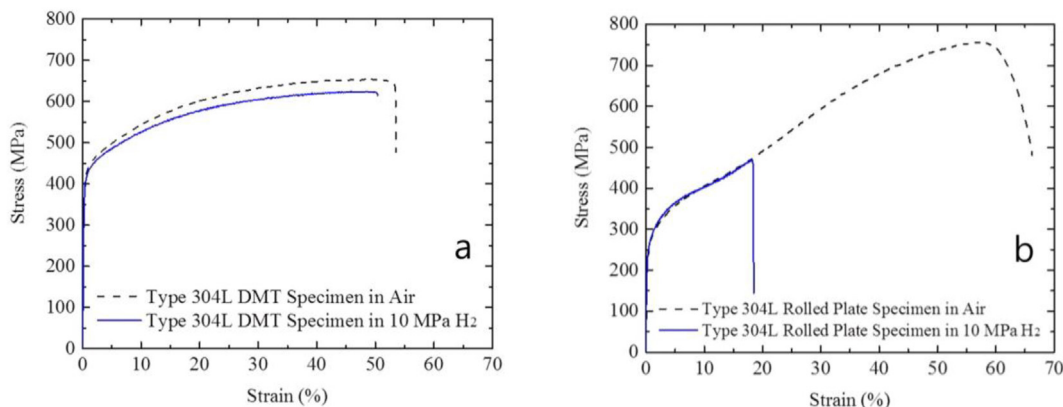 800
700
600
500
400
300
200
100
0
Stress (MPa)
a
Type 304L DMT Specimen in Air
Type 304L DMT Specimen in 10 MPa H2
0 10 20 30 40 50 60 70
Strain (%)
800
700
600
500
400
300
200
100
0
Stress (MPa)
b
Type 304L Rolled Plate Specimen in Air
Type 304L Rolled Plate Specimen in 10 MPa H2
0 10 20 30 40 50 60 70
Strain (%)